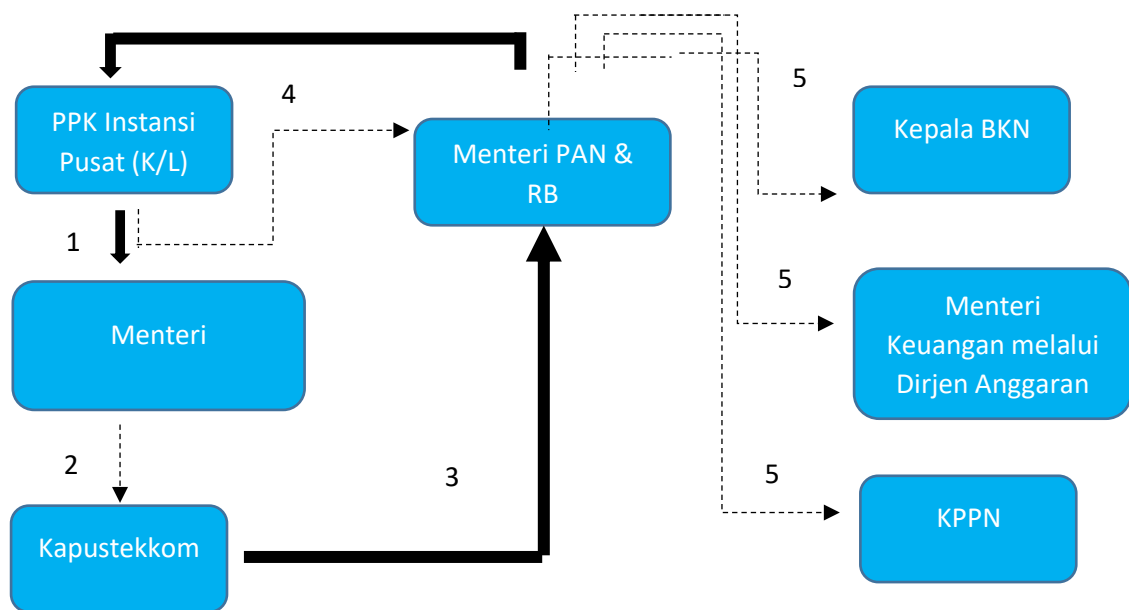 5
4
PPK Instansi
Pusat (K/L)
Menteri PAN &
RB
Kepala BKN
1
5
Menteri
Menteri
Keuangan melalui
Dirjen Anggaran
2
3
5
Kapustekkom
KPPN